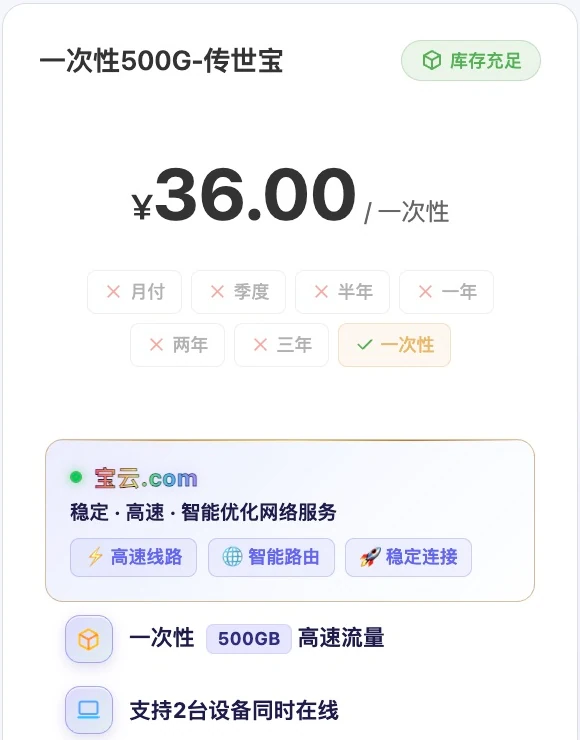 一次性500G-传世宝
库存充足
¥36.00 / 一次性
月付 季度 半年 一年
两年 三年 一次性
宝云.com
稳定 · 高速 · 智能优化网络服务
高速线路 智能路由 稳定连接
一次性 500GB 高速流量
支持2台设备同时在线